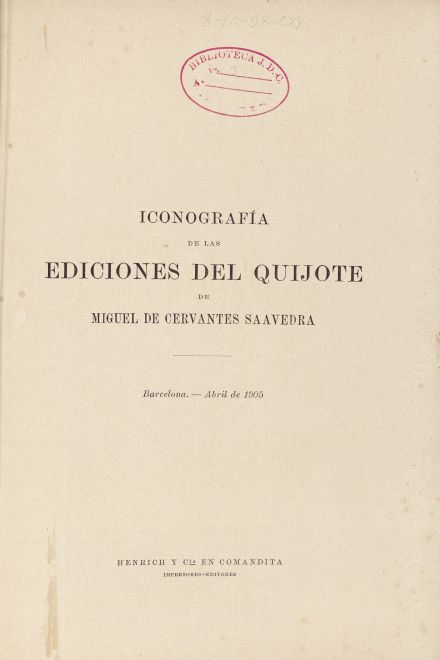 BIBLIOTECA J. D. C.
ICONOGRAFÍA
DE LAS
EDICIONES DEL QUIJOTE
DE
MIGUEL DE CERVANTES SAAVEDRA
Barcelona. — Abril de 1905
HENRICH Y Cía EN COMANDITA
IMPRESORES-EDITORES